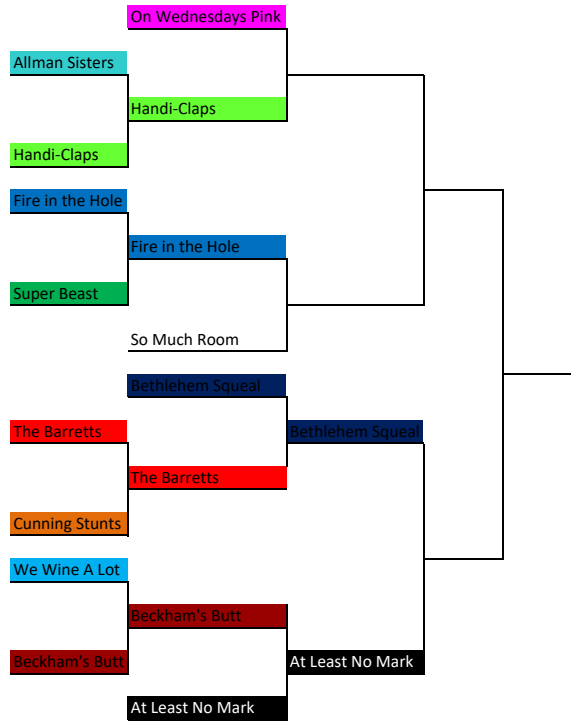 On Wednesdays Pink
Allman Sisters
Handi-Claps
Handi-Claps
Fire in the Hole
Fire in the Hole
Super Beast
So Much Room
Bethlehem Squeal
The Barretts
Bethlehem Squeal
The Barretts
Cunning Stunts
We Wine A Lot
Beckham's Butt
Beckham's Butt
At Least No Mark
At Least No Mark